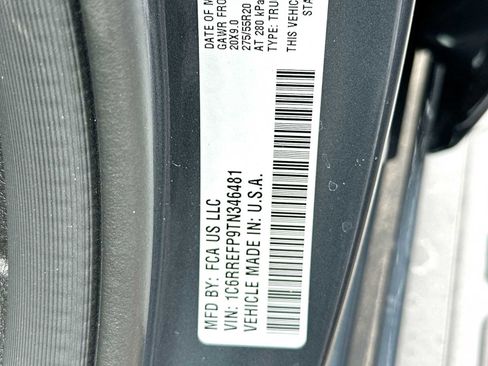 DATE OF M
GAWR FRO
20X9.0
275/55R20
AT 280 kPa
TYPE: TRU
STA
THIS VEHIC
MFD BY: FCA US LLC
VIN: 1C6RREFP9TN346481
VEHICLE MADE IN: U.S.A.